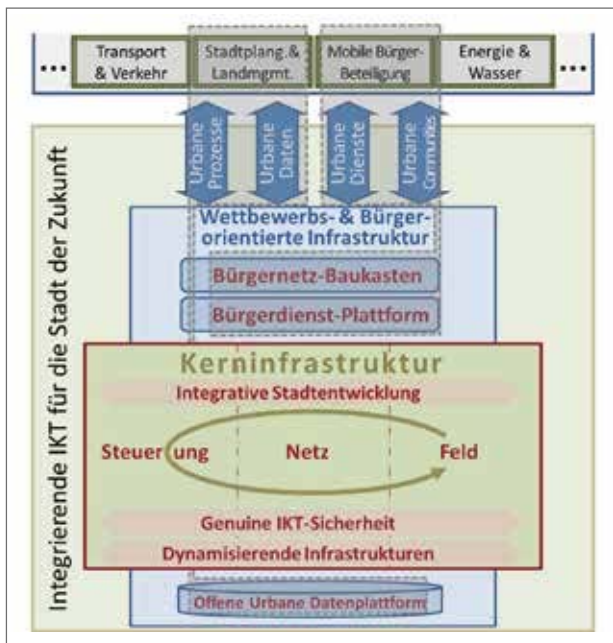 ... Transport
& Verkehr
Stadtplang.&
Landmgmt.
Mobile Bürger-
Beteiligung
Energie &
Wasser ...
Integrierende IKT für die Stadt der Zukunft
Urbane
Prozesse
Urbane
Daten
Urbane
Dienste
Urbane
Communities
Wettbewerbs- & Bürger-
orientierte Infrastruktur
Bürgernetz-Baukasten
Bürgerdienst-Plattform
Kerninfrastruktur
Integrative Stadtentwicklung
Steuerung Netz Feld
Genuine IKT-Sicherheit
Dynamisierende Infrastrukturen
Offene Urbane Datenplattform